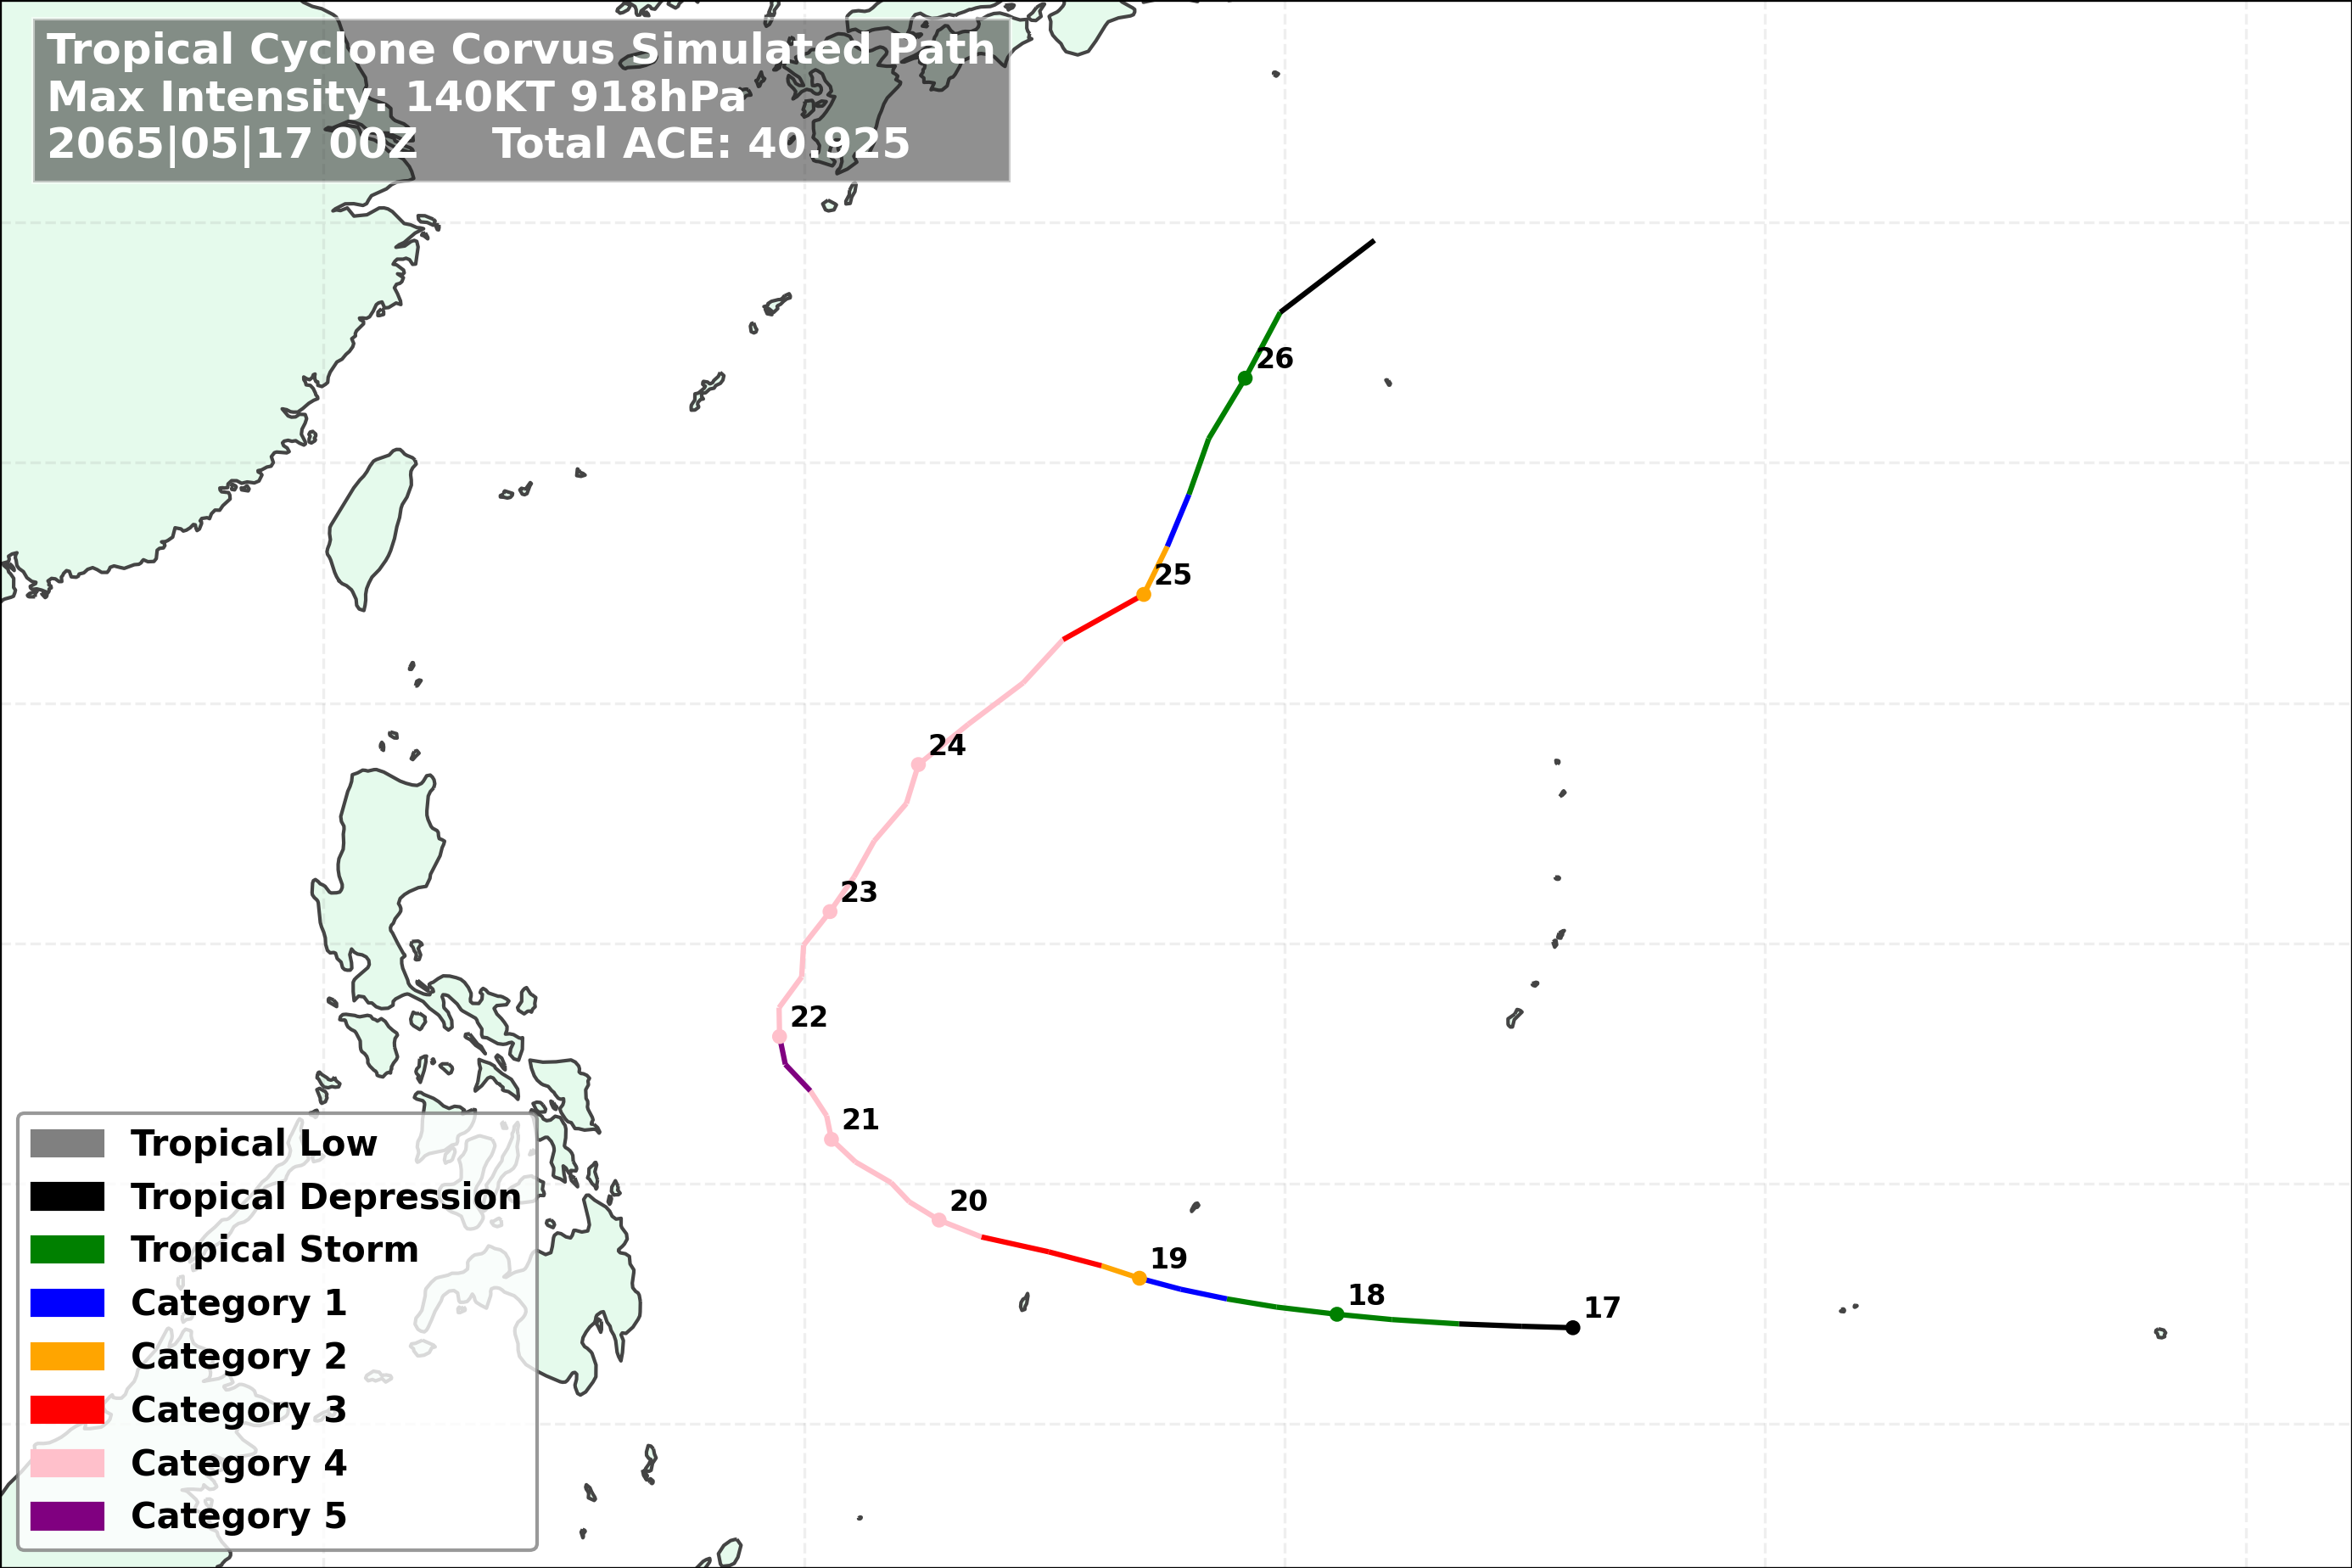 Tropical Cyclone Corvus Simulated Path
Max Intensity: 140KT 918hPa
2065|05|17 00Z Total ACE: 40.925
26
25
24
23
22
21
20
19
18
17
Tropical Low
Tropical Depression
Tropical Storm
Category 1
Category 2
Category 3
Category 4
Category 5